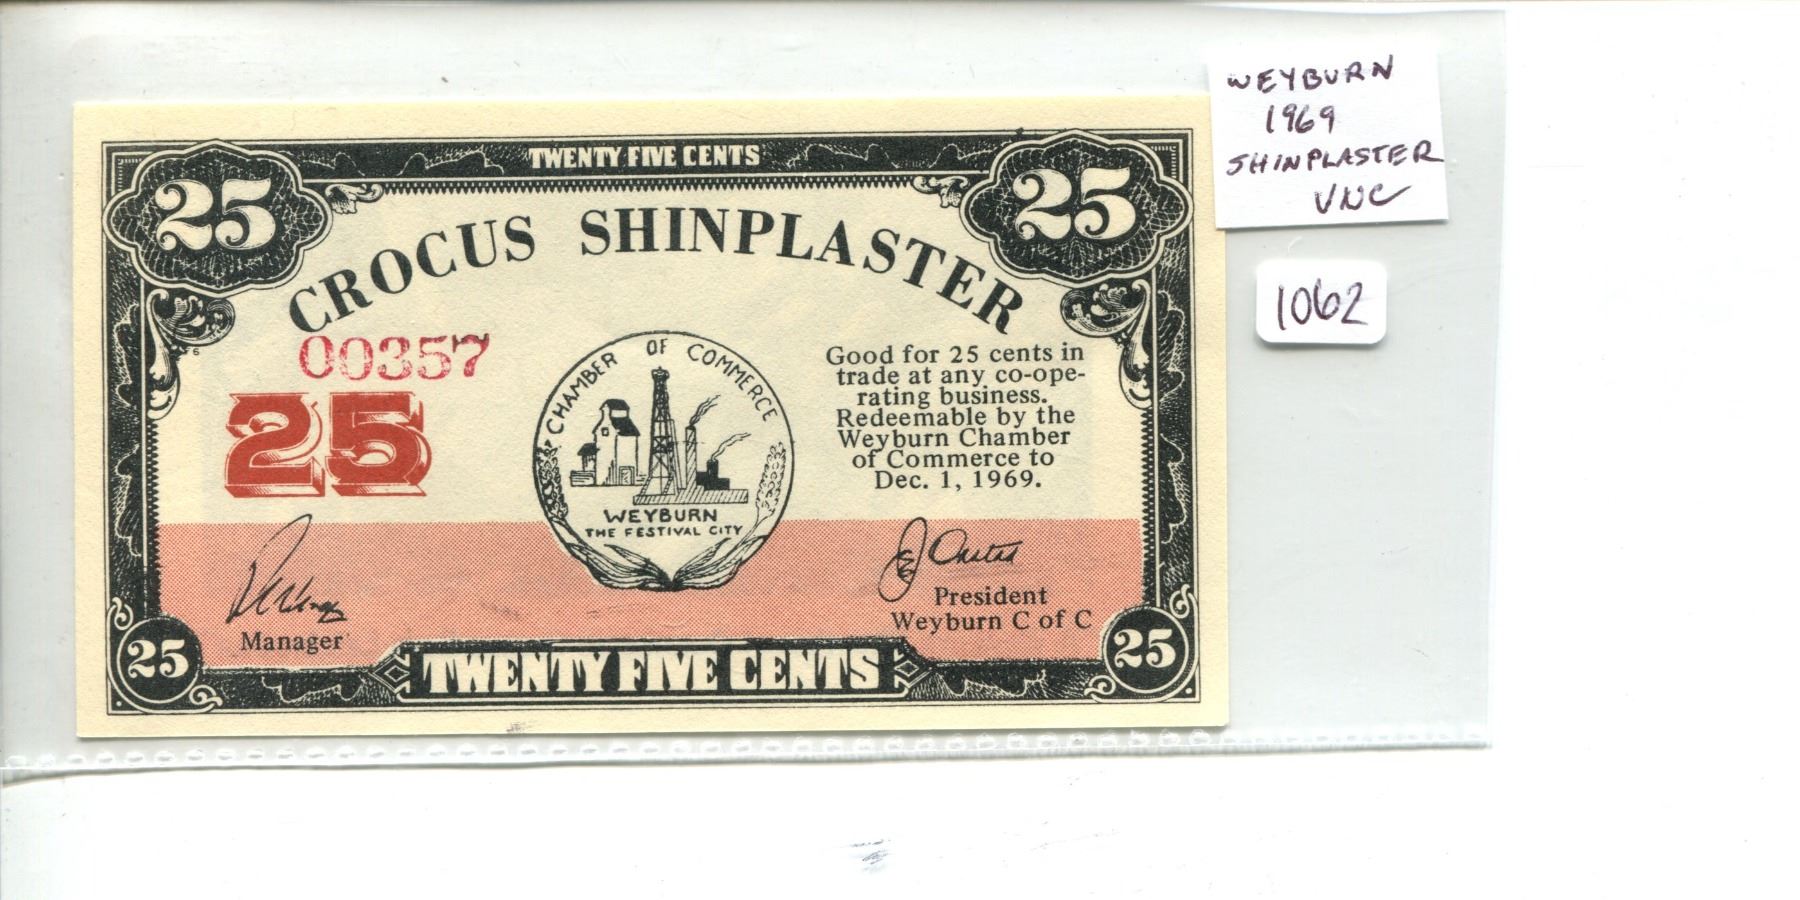 WEYBURN
1969
SHINPLASTER
UNC
1062
TWENTY FIVE CENTS
25
25
CROCUS SHINPLASTER
00357
25
CHAMBER OF COMMERCE
WEYBURN
THE FESTIVAL CITY
Good for 25 cents in
trade at any co-ope-
rating business.
Redeemable by the
Weyburn Chamber
of Commerce to
Dec. 1, 1969.
Manager
President
Weyburn C of C
25
TWENTY FIVE CENTS
25